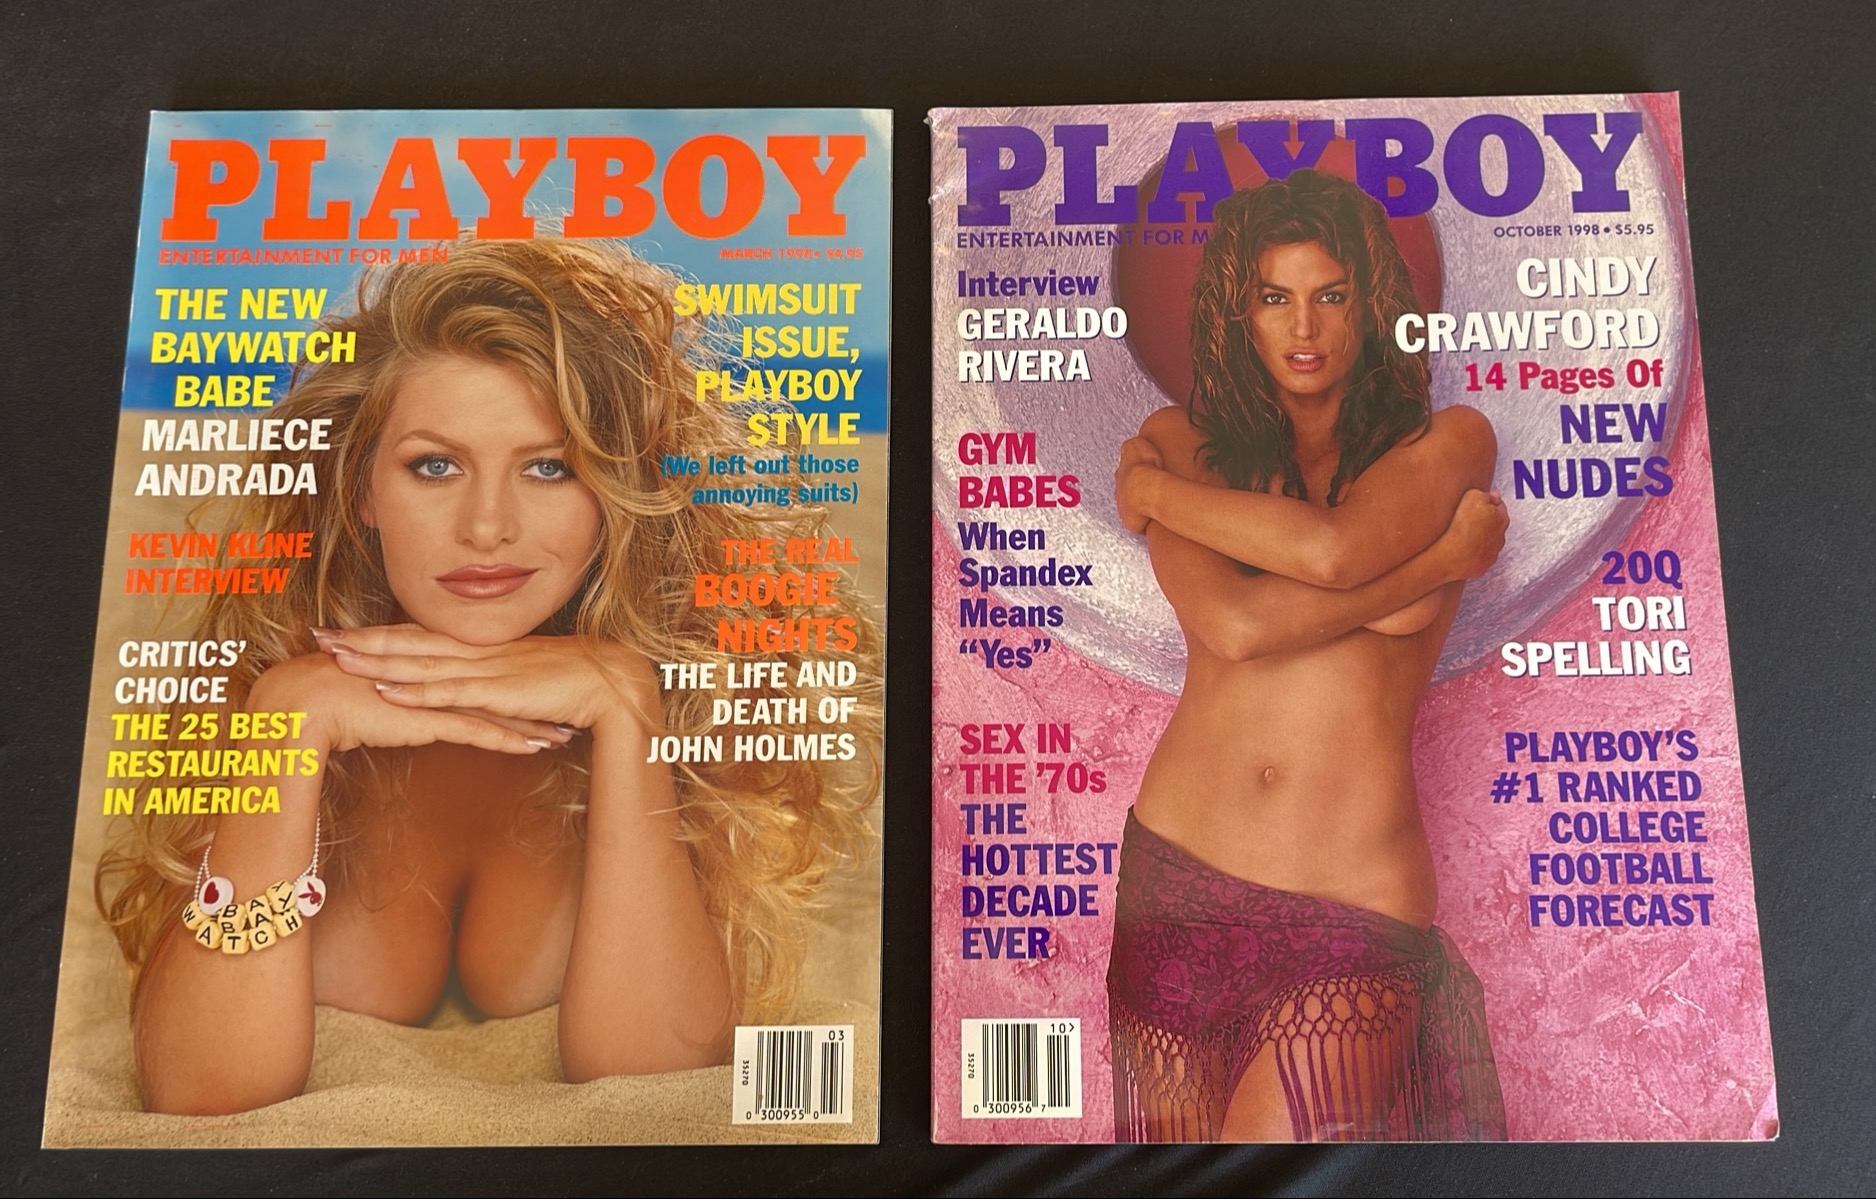 PLAYBOY
ENTERTAINMENT FOR MEN
MARCH 1998 • $4.95
THE NEW
BAYWATCH
BABE
MARLIECE
ANDRADA
KEVIN KLINE
INTERVIEW
CRITICS'
CHOICE
THE 25 BEST
RESTAURANTS
IN AMERICA
SWIMSUIT
ISSUE,
PLAYBOY
STYLE
(We left out those
annoying suits)
THE REAL
BOOGIE
NIGHTS
THE LIFE AND
DEATH OF
JOHN HOLMES
BAY
WATCH
03
35270
0 300955 0
PLAYBOY
ENTERTAINMENT FOR M
OCTOBER 1998 • $5.95
Interview
GERALDO
RIVERA
GYM
BABES
When
Spandex
Means
“Yes”
SEX IN
THE ’70s
THE
HOTTEST
DECADE
EVER
CINDY
CRAWFORD
14 Pages Of
NEW
NUDES
20Q
TORI
SPELLING
PLAYBOY’S
#1 RANKED
COLLEGE
FOOTBALL
FORECAST
10>
35270
0 300956 7